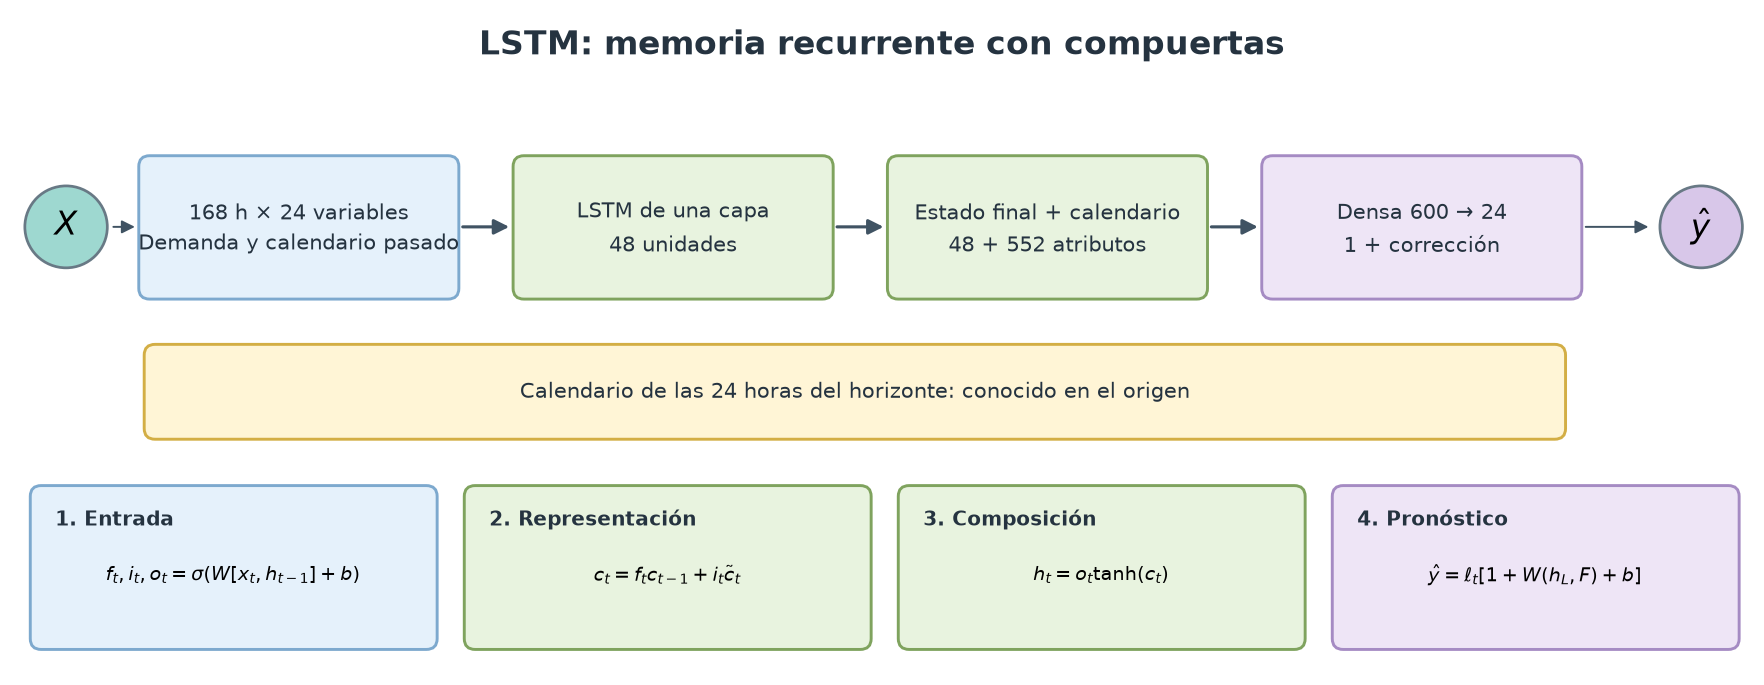 LSTM: memoria recurrente con compuertas
X
168 h × 24 variables
Demanda y calendario pasado
LSTM de una capa
48 unidades
Estado final + calendario
48 + 552 atributos
Densa 600 → 24
1 + corrección
ŷ
Calendario de las 24 horas del horizonte: conocido en el origen
1. Entrada
f_t, i_t, o_t = σ(W[x_t, h_{t−1}] + b)
2. Representación
c_t = f_t c_{t−1} + i_t c̃_t
3. Composición
h_t = o_t tanh(c_t)
4. Pronóstico
ŷ = ℓ_t[1 + W(h_L, F) + b]